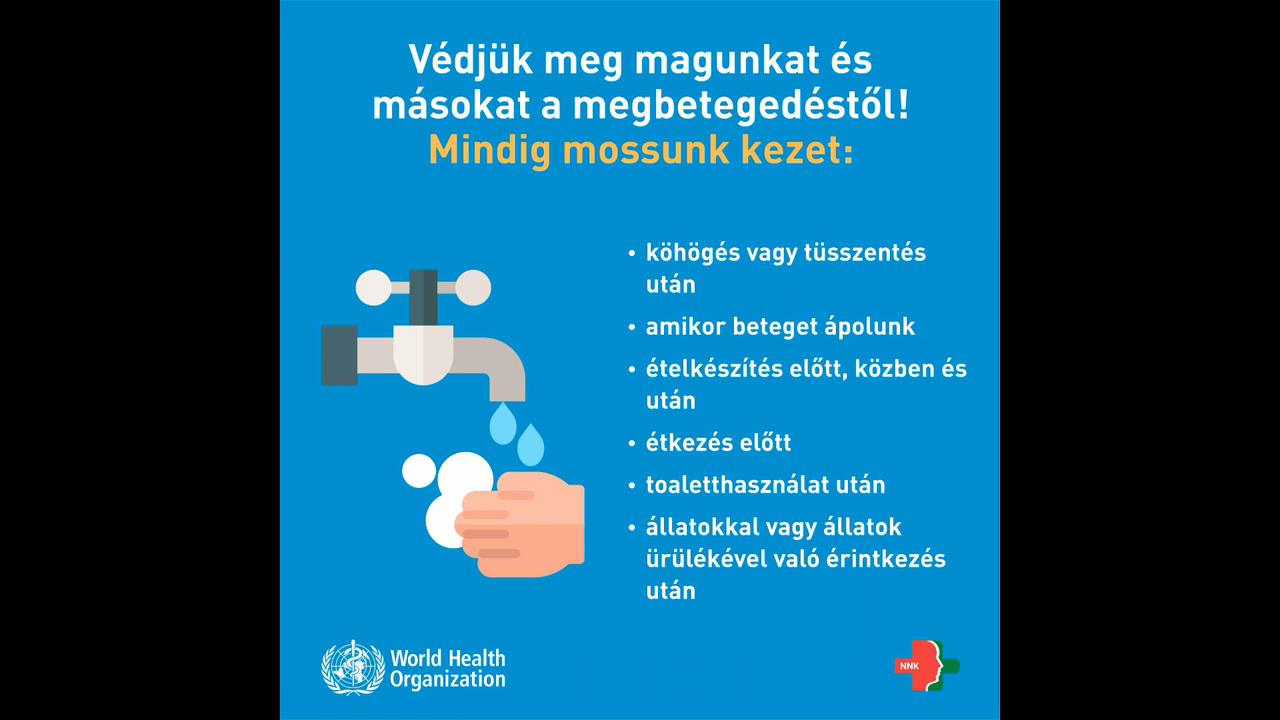 Védjük meg magunkat és
másokat a megbetegedéstől!
Mindig mossunk kezet:
• köhögés vagy tüsszentés
után
• amikor beteget ápolunk
• ételkészítés előtt, közben és
után
• étkezés előtt
• toaletthasználat után
• állatokkal vagy állatok
ürülékével való érintkezés
után
World Health
Organization
NNK